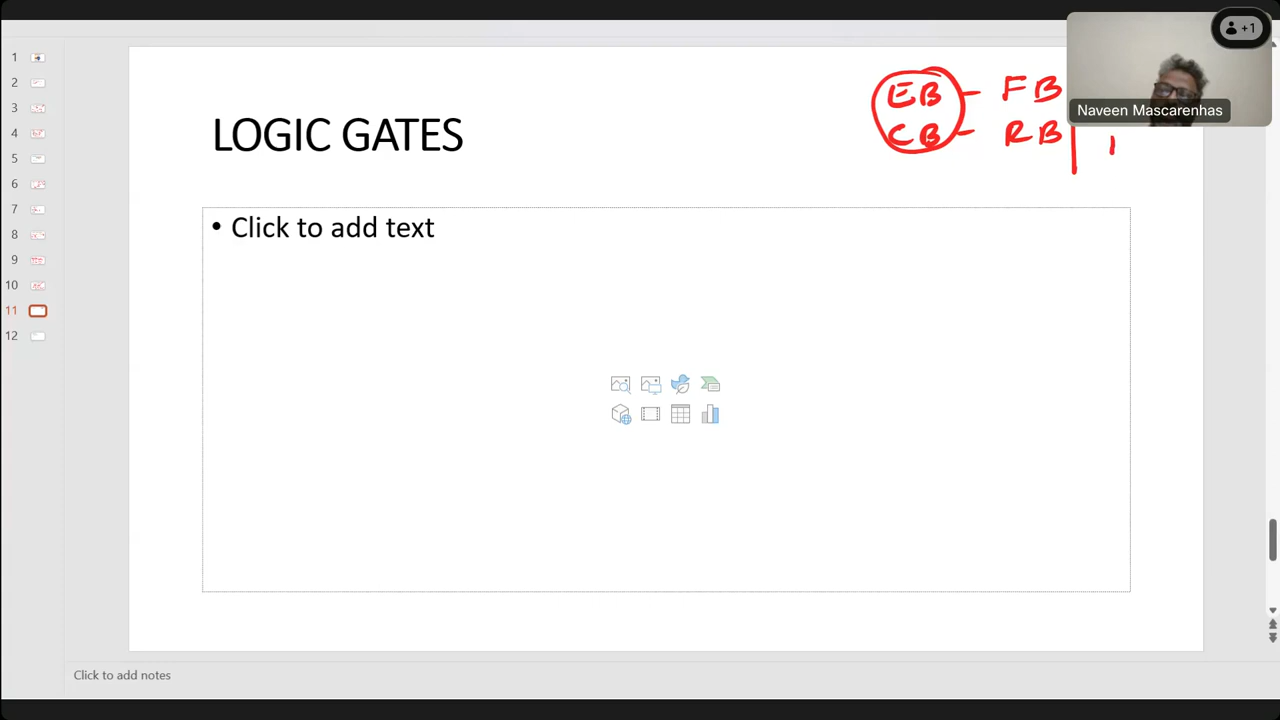 +1
Naveen Mascarenhas
EB - FB
CB - RB | 1
LOGIC GATES
• Click to add text
1
2
3
4
5
6
7
8
9
10
11
12
Click to add notes